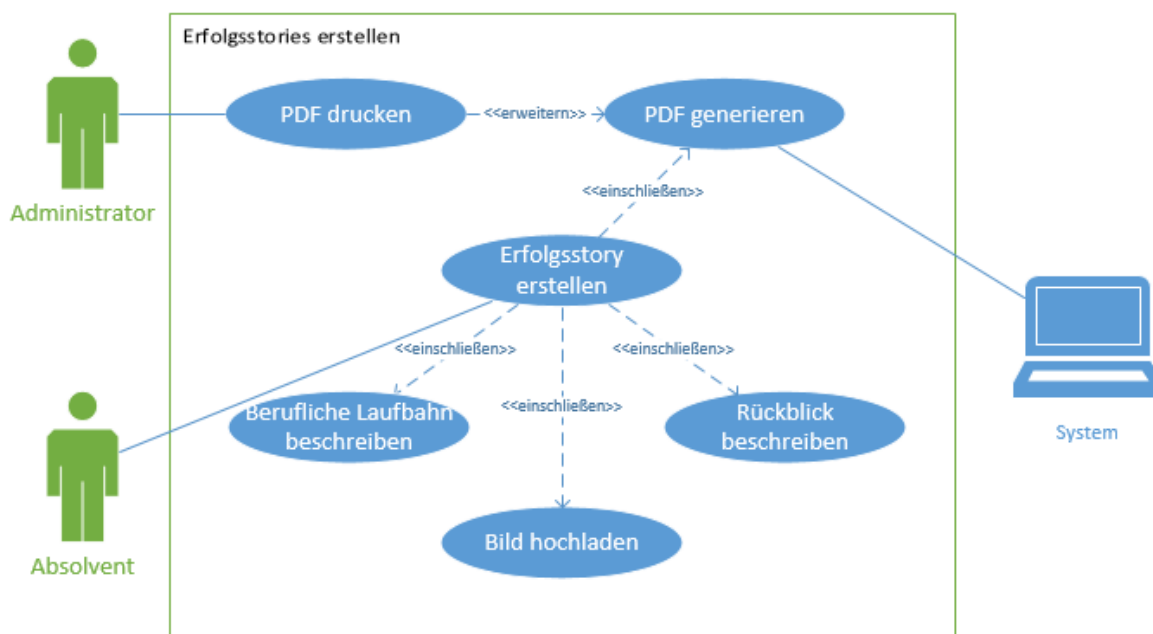 Erfolgsstories erstellen
PDF drucken
<<erweitern>>
PDF generieren
Administrator
<<einschließen>>
Erfolgsstory
erstellen
<<einschließen>>
<<einschließen>>
<<einschließen>>
Berufliche Laufbahn
beschreiben
Rückblick
beschreiben
System
Bild hochladen
Absolvent